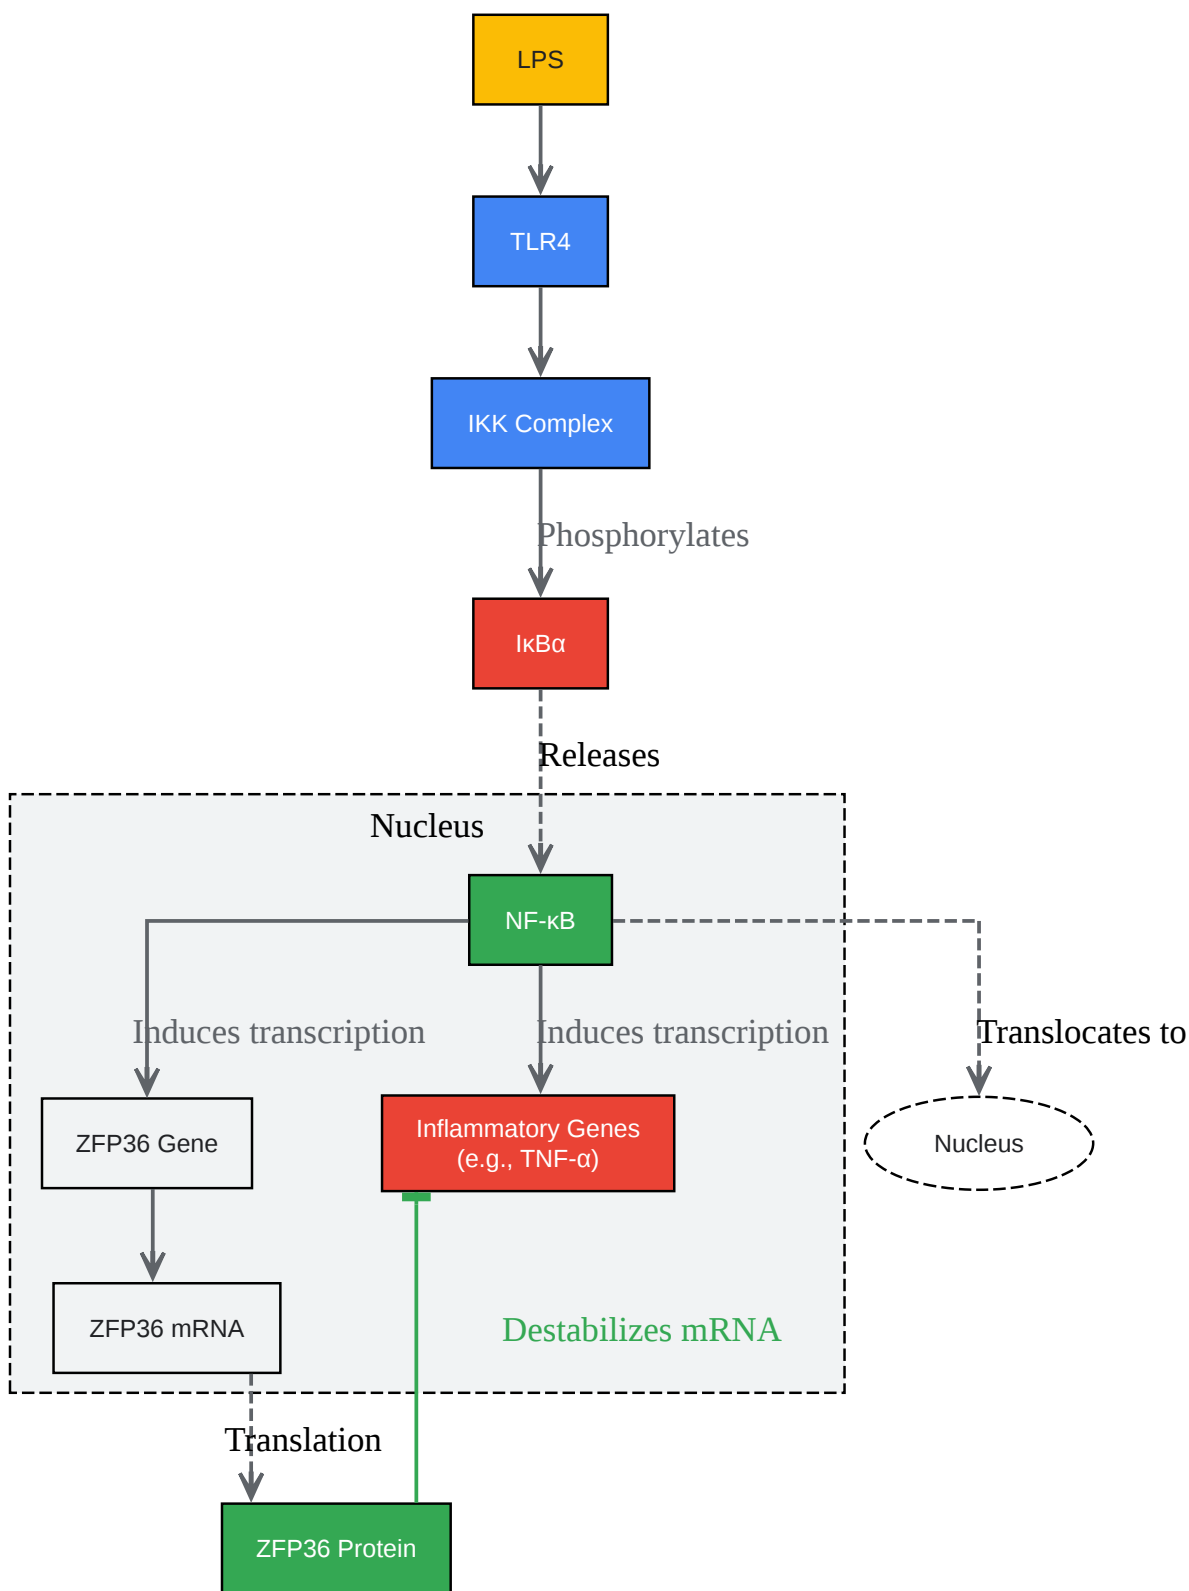 LPS
TLR4
IKK Complex
Phosphorylates
IκBα
Releases
Nucleus
NF-κB
Induces transcription
Induces transcription
Translocates to
ZFP36 Gene
Inflammatory Genes
(e.g., TNF-α)
Nucleus
ZFP36 mRNA
Destabilizes mRNA
Translation
ZFP36 Protein